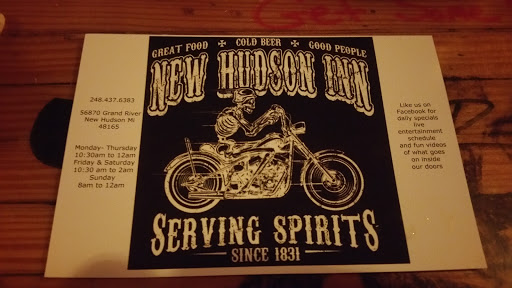 248.437.6383
56870 Grand River
New Hudson Mi
48165
Monday- Thursday
10:30am to 12am
Friday & Saturday
10:30 am to 2am
Sunday
8am to 12am
GREAT FOOD ✠ COLD BEER ✠ GOOD PEOPLE
NEW HUDSON INN
SERVING SPIRITS
SINCE 1831
Like us on
Facebook for
daily specials
live
entertainment
schedule
and fun videos
of what goes
on inside
our doors